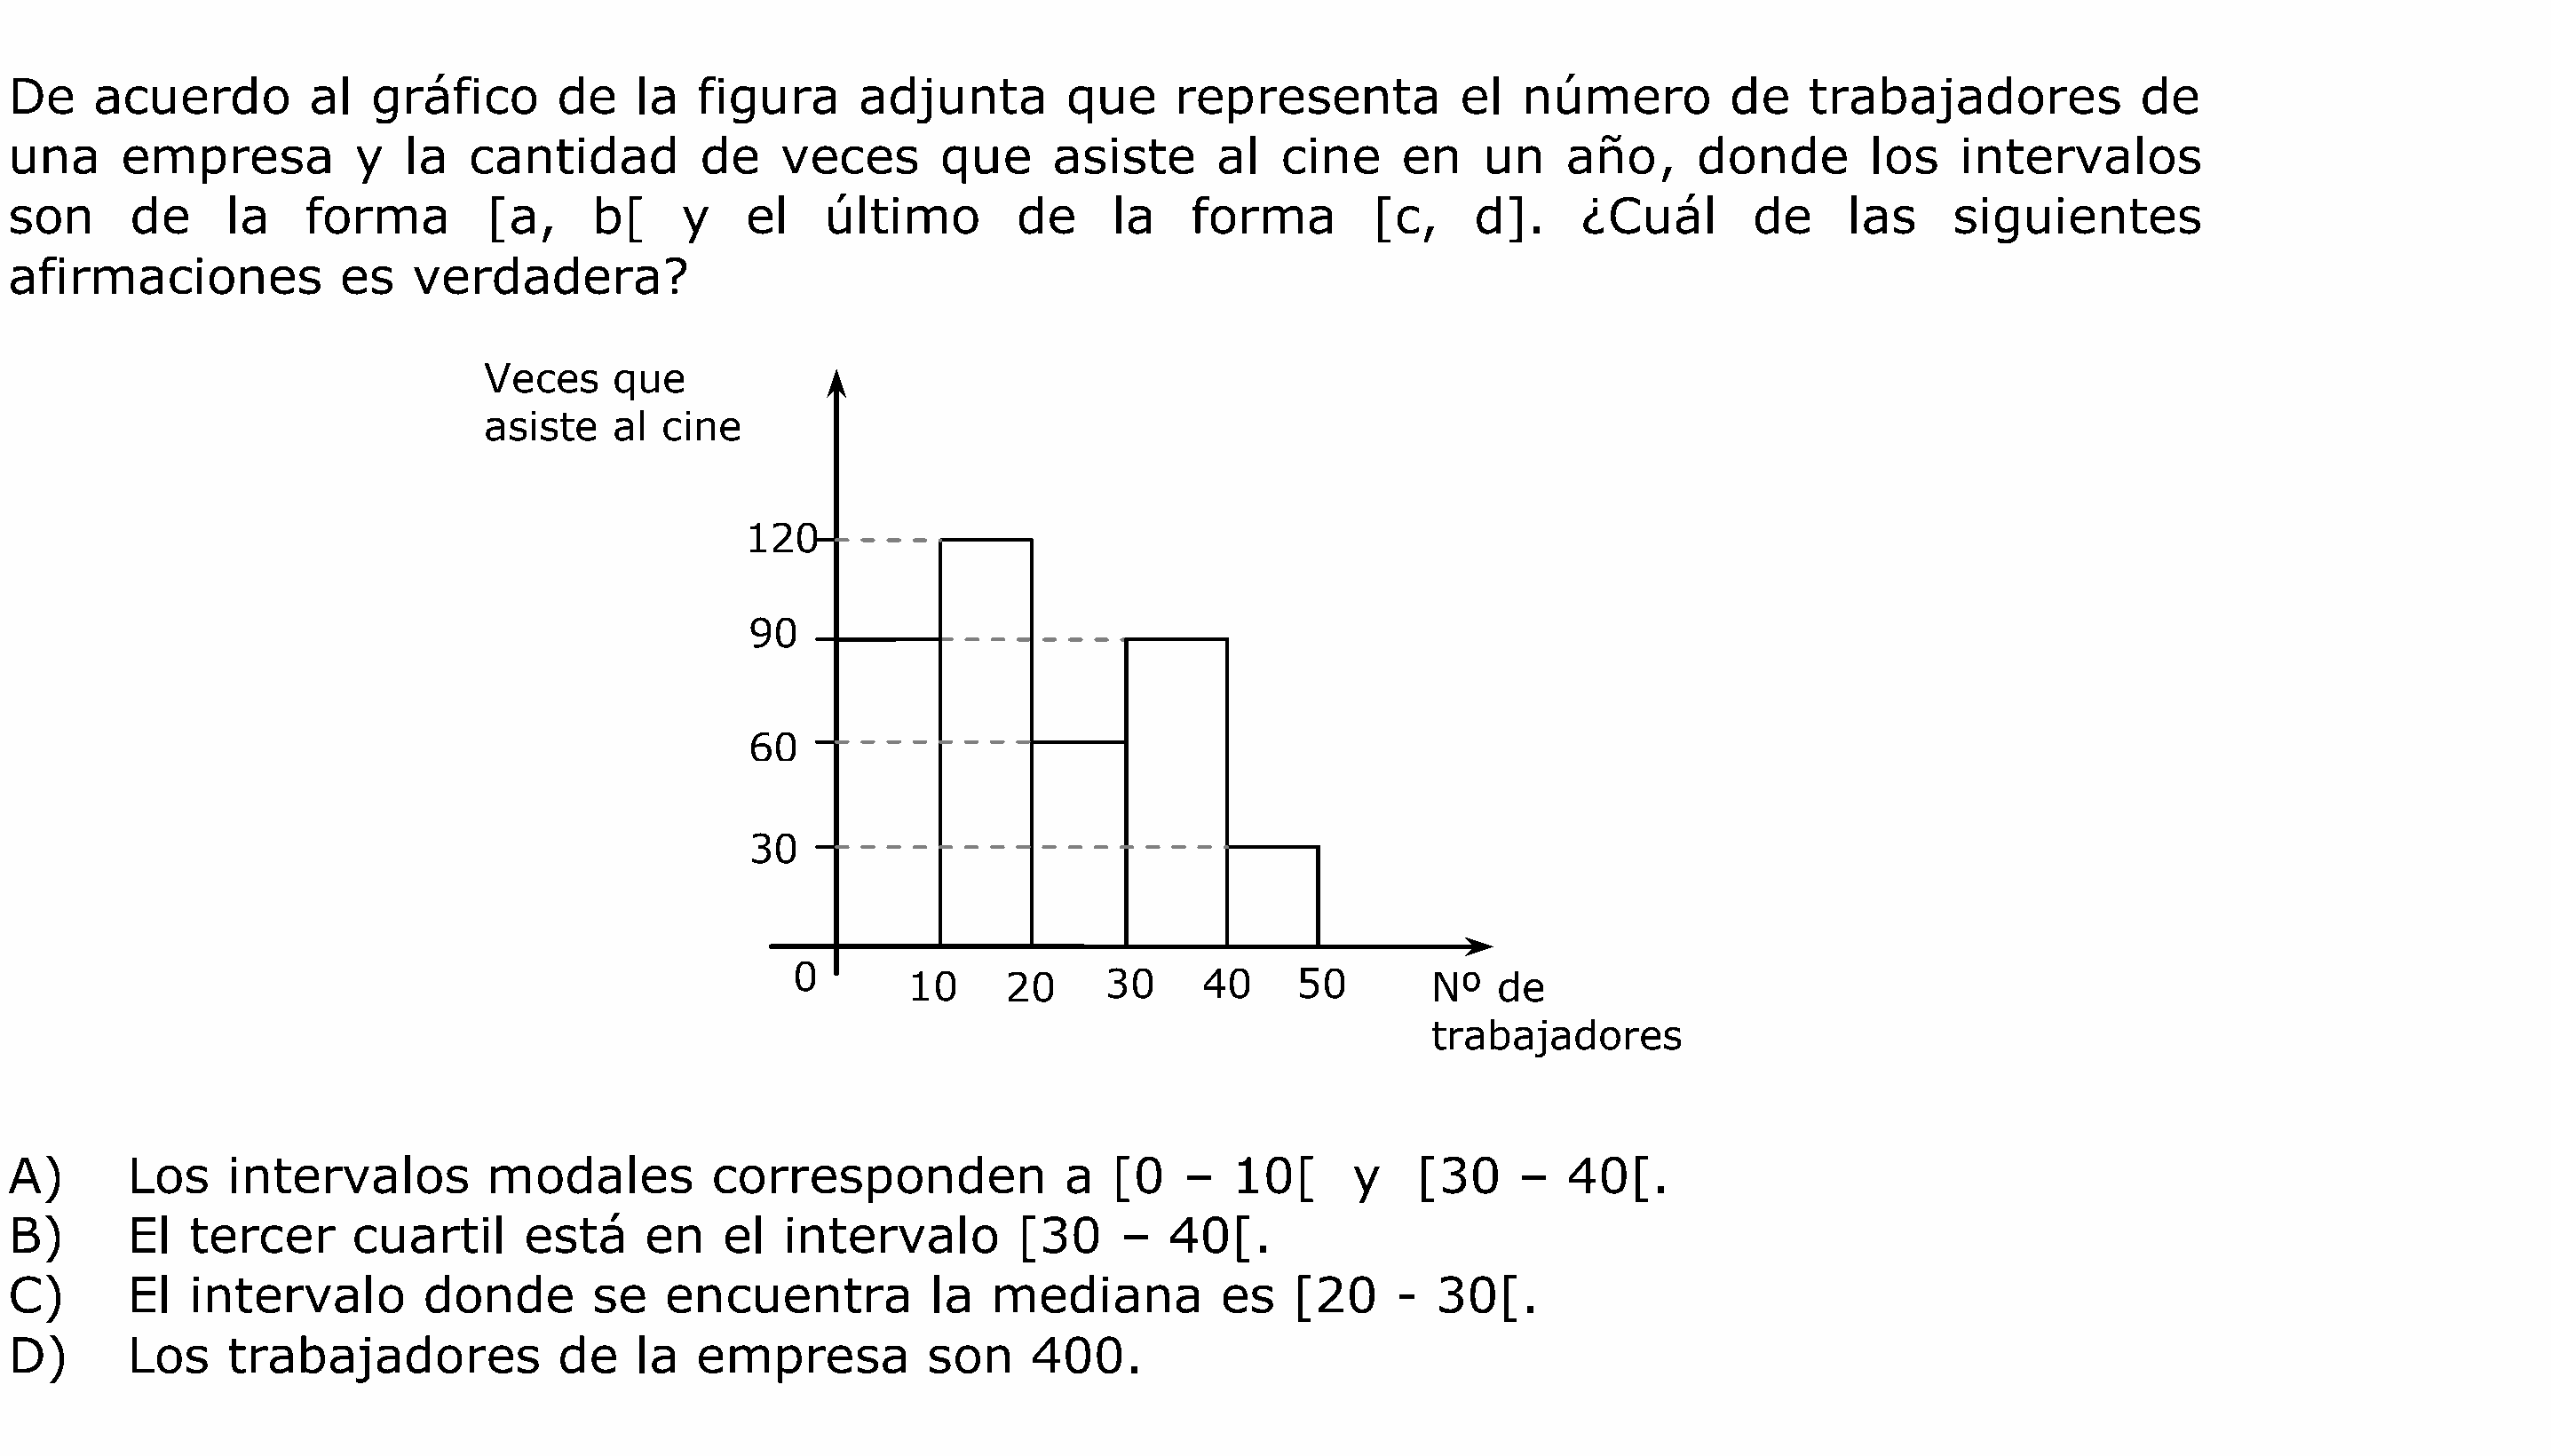 De acuerdo al gráfico de la figura adjunta que representa el número de trabajadores de
una empresa y la cantidad de veces que asiste al cine en un año, donde los intervalos
son de la forma [a, b[ y el último de la forma [c, d]. ¿Cuál de las siguientes
afirmaciones es verdadera?
Veces que
asiste al cine
120
90
60
30
0 10 20 30 40 50 Nº de
trabajadores
A) Los intervalos modales corresponden a [0 – 10[ y [30 – 40[.
B) El tercer cuartil está en el intervalo [30 – 40[.
C) El intervalo donde se encuentra la mediana es [20 - 30[.
D) Los trabajadores de la empresa son 400.